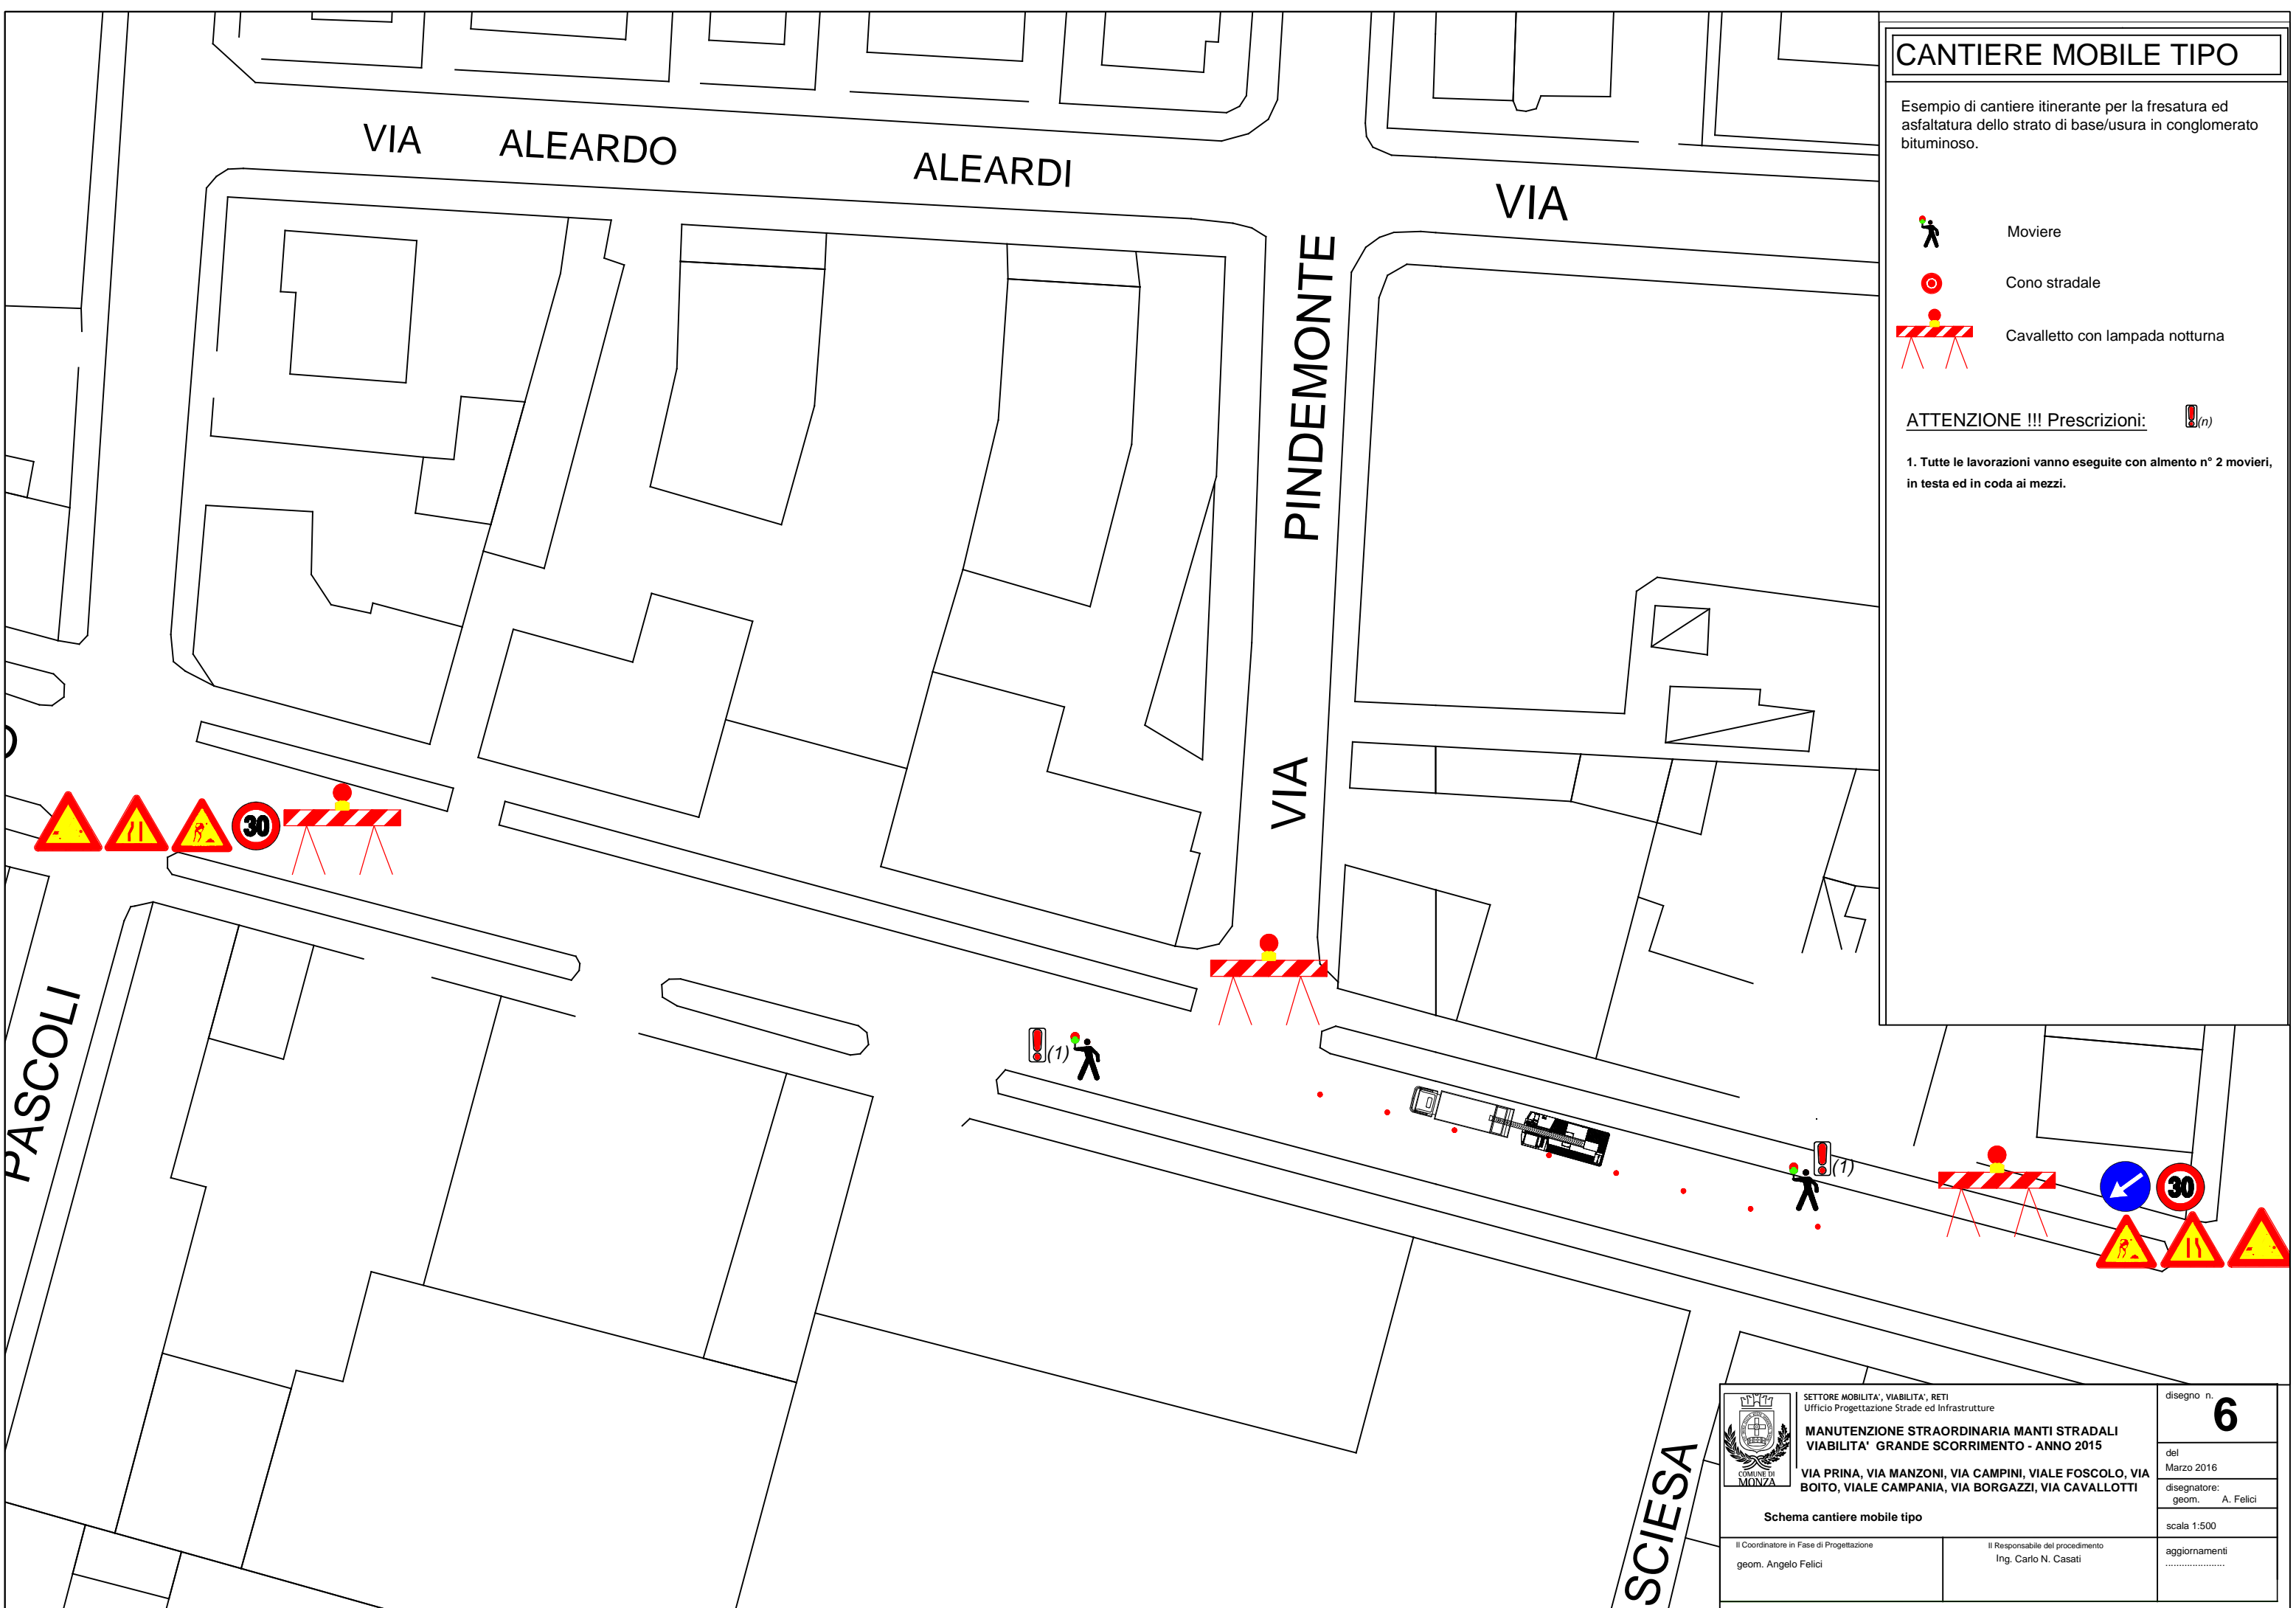 CANTIERE MOBILE TIPO
Esempio di cantiere itinerante per la fresatura ed
asfaltatura dello strato di base/usura in conglomerato
bituminoso.
Moviere
Cono stradale
Cavalletto con lampada notturna
ATTENZIONE !!! Prescrizioni:
(n)
1. Tutte le lavorazioni vanno eseguite con almento n° 2 movieri,
in testa ed in coda ai mezzi.
VIA ALEARDO ALEARDI
VIA
VIA PINDEMONTE
O
30
PASCOLI
(1)
(1)
30
SCIESA
SETTORE MOBILITA', VIABILITA', RETI
Ufficio Progettazione Strade ed Infrastrutture
MANUTENZIONE STRAORDINARIA MANTI STRADALI
VIABILITA' GRANDE SCORRIMENTO - ANNO 2015
VIA PRINA, VIA MANZONI, VIA CAMPINI, VIALE FOSCOLO, VIA
BOITO, VIALE CAMPANIA, VIA BORGAZZI, VIA CAVALLOTTI
COMUNE DI
MONZA
Schema cantiere mobile tipo
Il Coordinatore in Fase di Progettazione
geom. Angelo Felici
Il Responsabile del procedimento
Ing. Carlo N. Casati
disegno n.
6
del
Marzo 2016
disegnatore:
geom. A. Felici
scala 1:500
aggiornamenti
......................